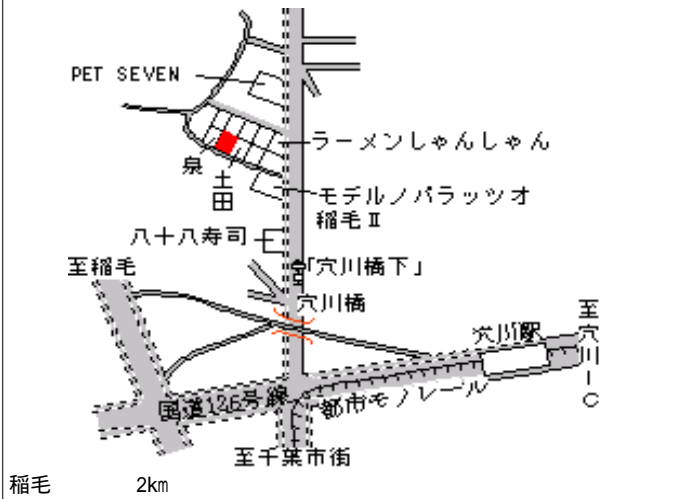 PET SEVEN
ラーメンしゃんしゃん
泉
土田
モデルノパラッツオ
稲毛Ⅱ
八十八寿司
至稲毛
「穴川橋下」
穴川橋
穴川駅
至穴川IC
国道126号線
都市モノレール
至千葉市街
稲毛 2㎞